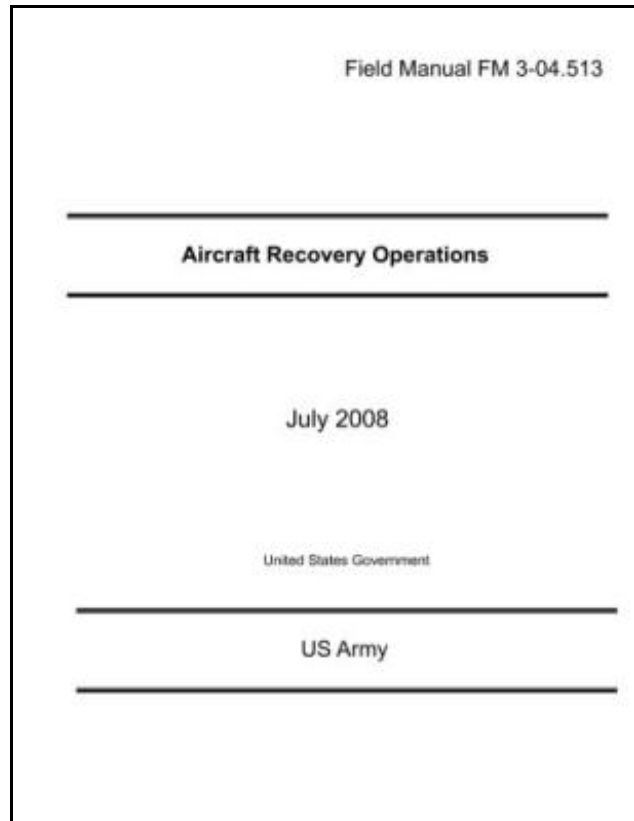 Field Manual FM 3-04.513
Aircraft Recovery Operations
July 2008
United States Government
US Army